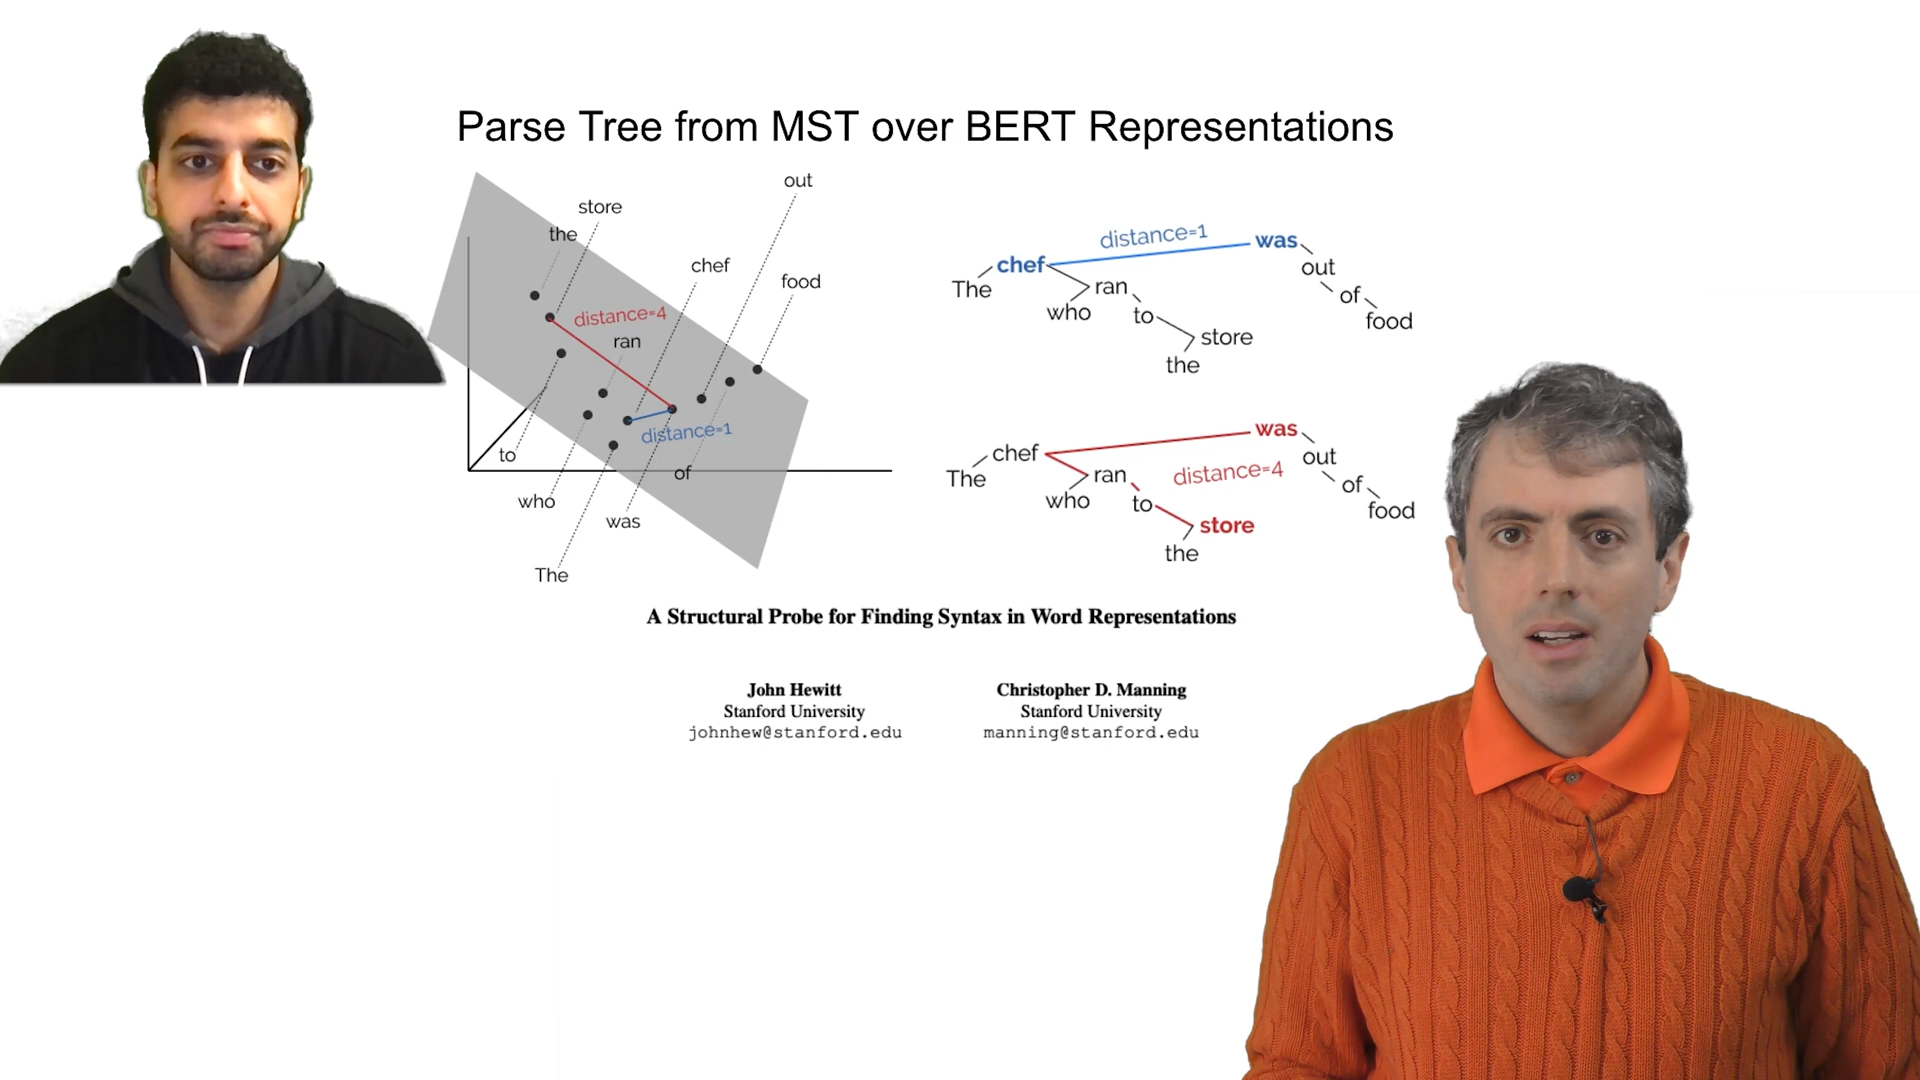 Parse Tree from MST over BERT Representations
out
store
the
chef
food
distance=4
ran
distance=1
to
of
who
was
The
distance=1
was
chef
out
The
ran
of
who
to
food
store
the
was
chef
out
distance=4
The
ran
of
who
to
food
store
the
A Structural Probe for Finding Syntax in Word Representations
John Hewitt
Stanford University
johnhew@stanford.edu
Christopher D. Manning
Stanford University
manning@stanford.edu